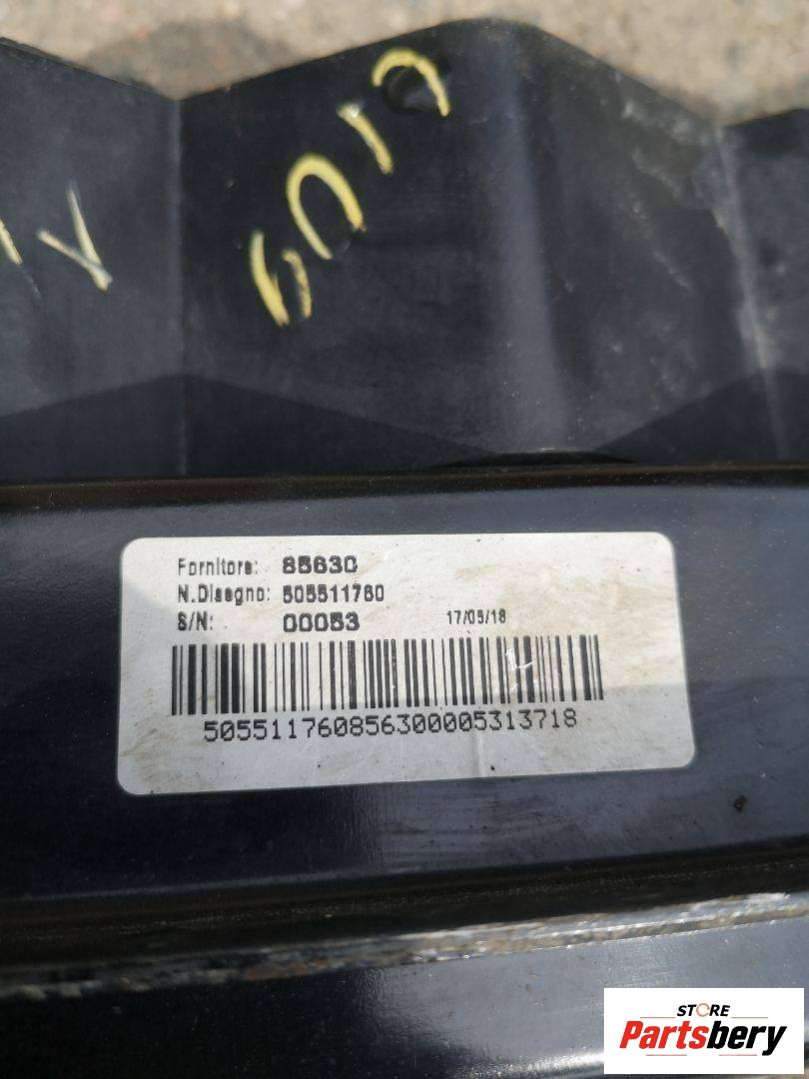 Fornitore: 85630
N.Disegno: 505511760
S/N: 00053 17/05/18
505511760856300005313718
STORE
Partsbery